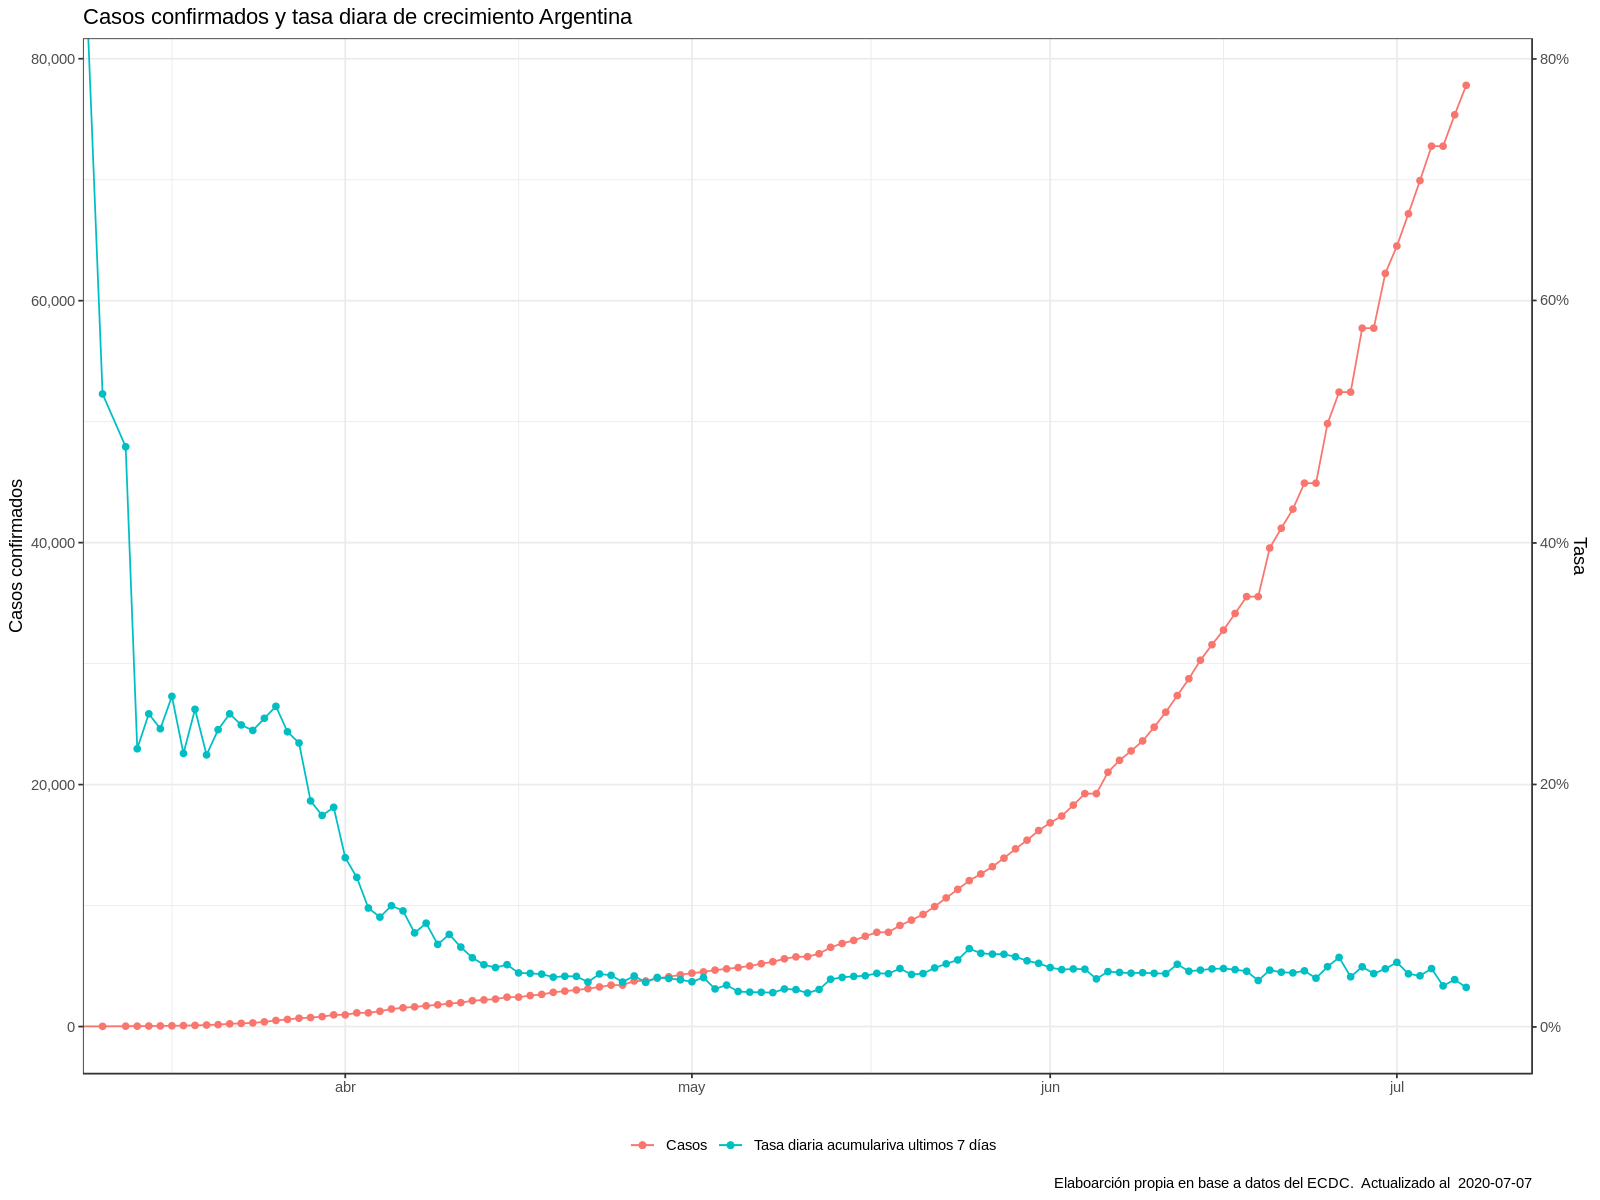 Casos confirmados y tasa diara de crecimiento Argentina
80,000
60,000
40,000
20,000
0
Casos confirmados
80%
60%
40%
20%
0%
Tasa
abr
may
jun
jul
Casos
Tasa diaria acumulariva ultimos 7 días
Elaboarción propia en base a datos del ECDC.  Actualizado al  2020-07-07